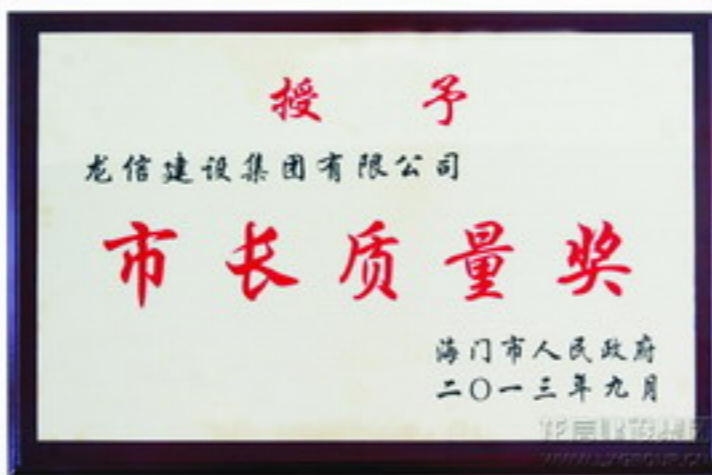 授予
龙信建设集团有限公司
市长质量奖
海门市人民政府
二〇一三年九月